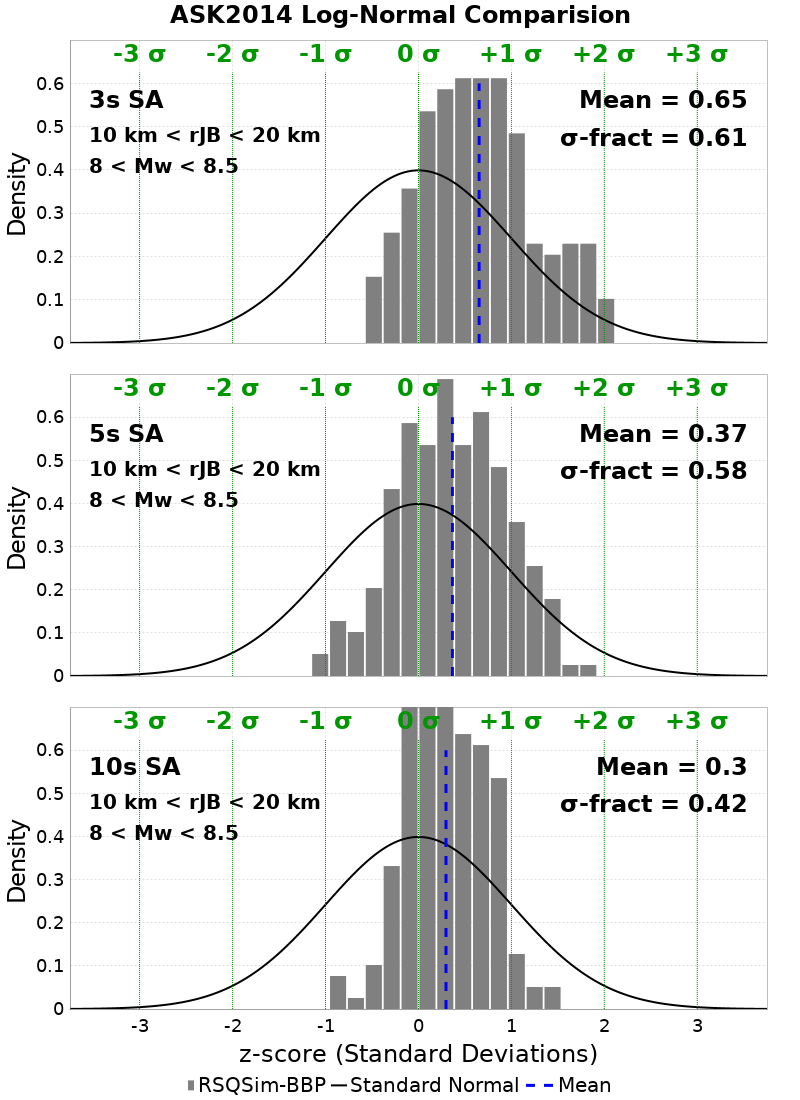 ASK2014 Log-Normal Comparision
-3 σ -2 σ -1 σ 0 σ +1 σ +2 σ +3 σ
3s SA
10 km < rJB < 20 km
8 < Mw < 8.5
Mean = 0.65
σ-fract = 0.61
Density
0.6
0.5
0.4
0.3
0.2
0.1
0
-3 σ -2 σ -1 σ 0 σ +1 σ +2 σ +3 σ
5s SA
10 km < rJB < 20 km
8 < Mw < 8.5
Mean = 0.37
σ-fract = 0.58
Density
0.6
0.5
0.4
0.3
0.2
0.1
0
-3 σ -2 σ -1 σ 0 σ +1 σ +2 σ +3 σ
10s SA
10 km < rJB < 20 km
8 < Mw < 8.5
Mean = 0.3
σ-fract = 0.42
Density
0.6
0.5
0.4
0.3
0.2
0.1
0
-3 -2 -1 0 1 2 3
z-score (Standard Deviations)
RSQSim-BBP Standard Normal Mean